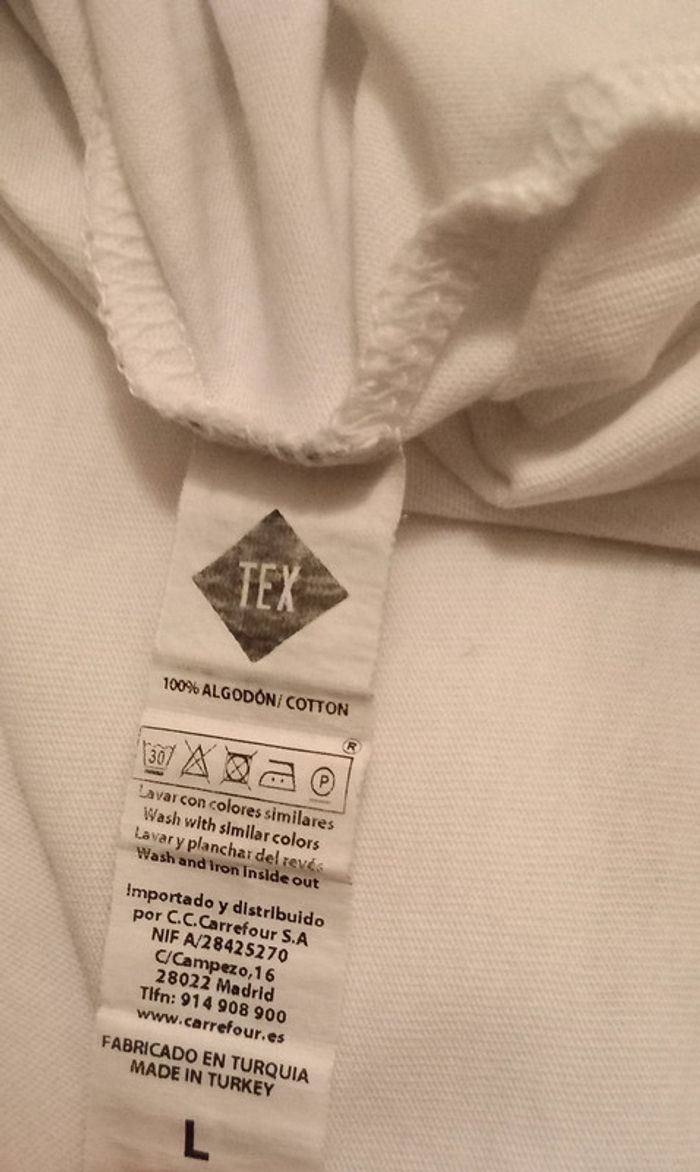 TEX
100% ALGODÓN/ COTTON
®
30 P
Lavar con colores similares
Wash with similar colors
Lavar y planchar del revés
Wash and Iron Inside out
Importado y distribuido
por C.C.Carrefour S.A
NIF A/28425270
C/Campezo,16
28022 Madrid
Tlfn: 914 908 900
www.carrefour.es
FABRICADO EN TURQUIA
MADE IN TURKEY
L